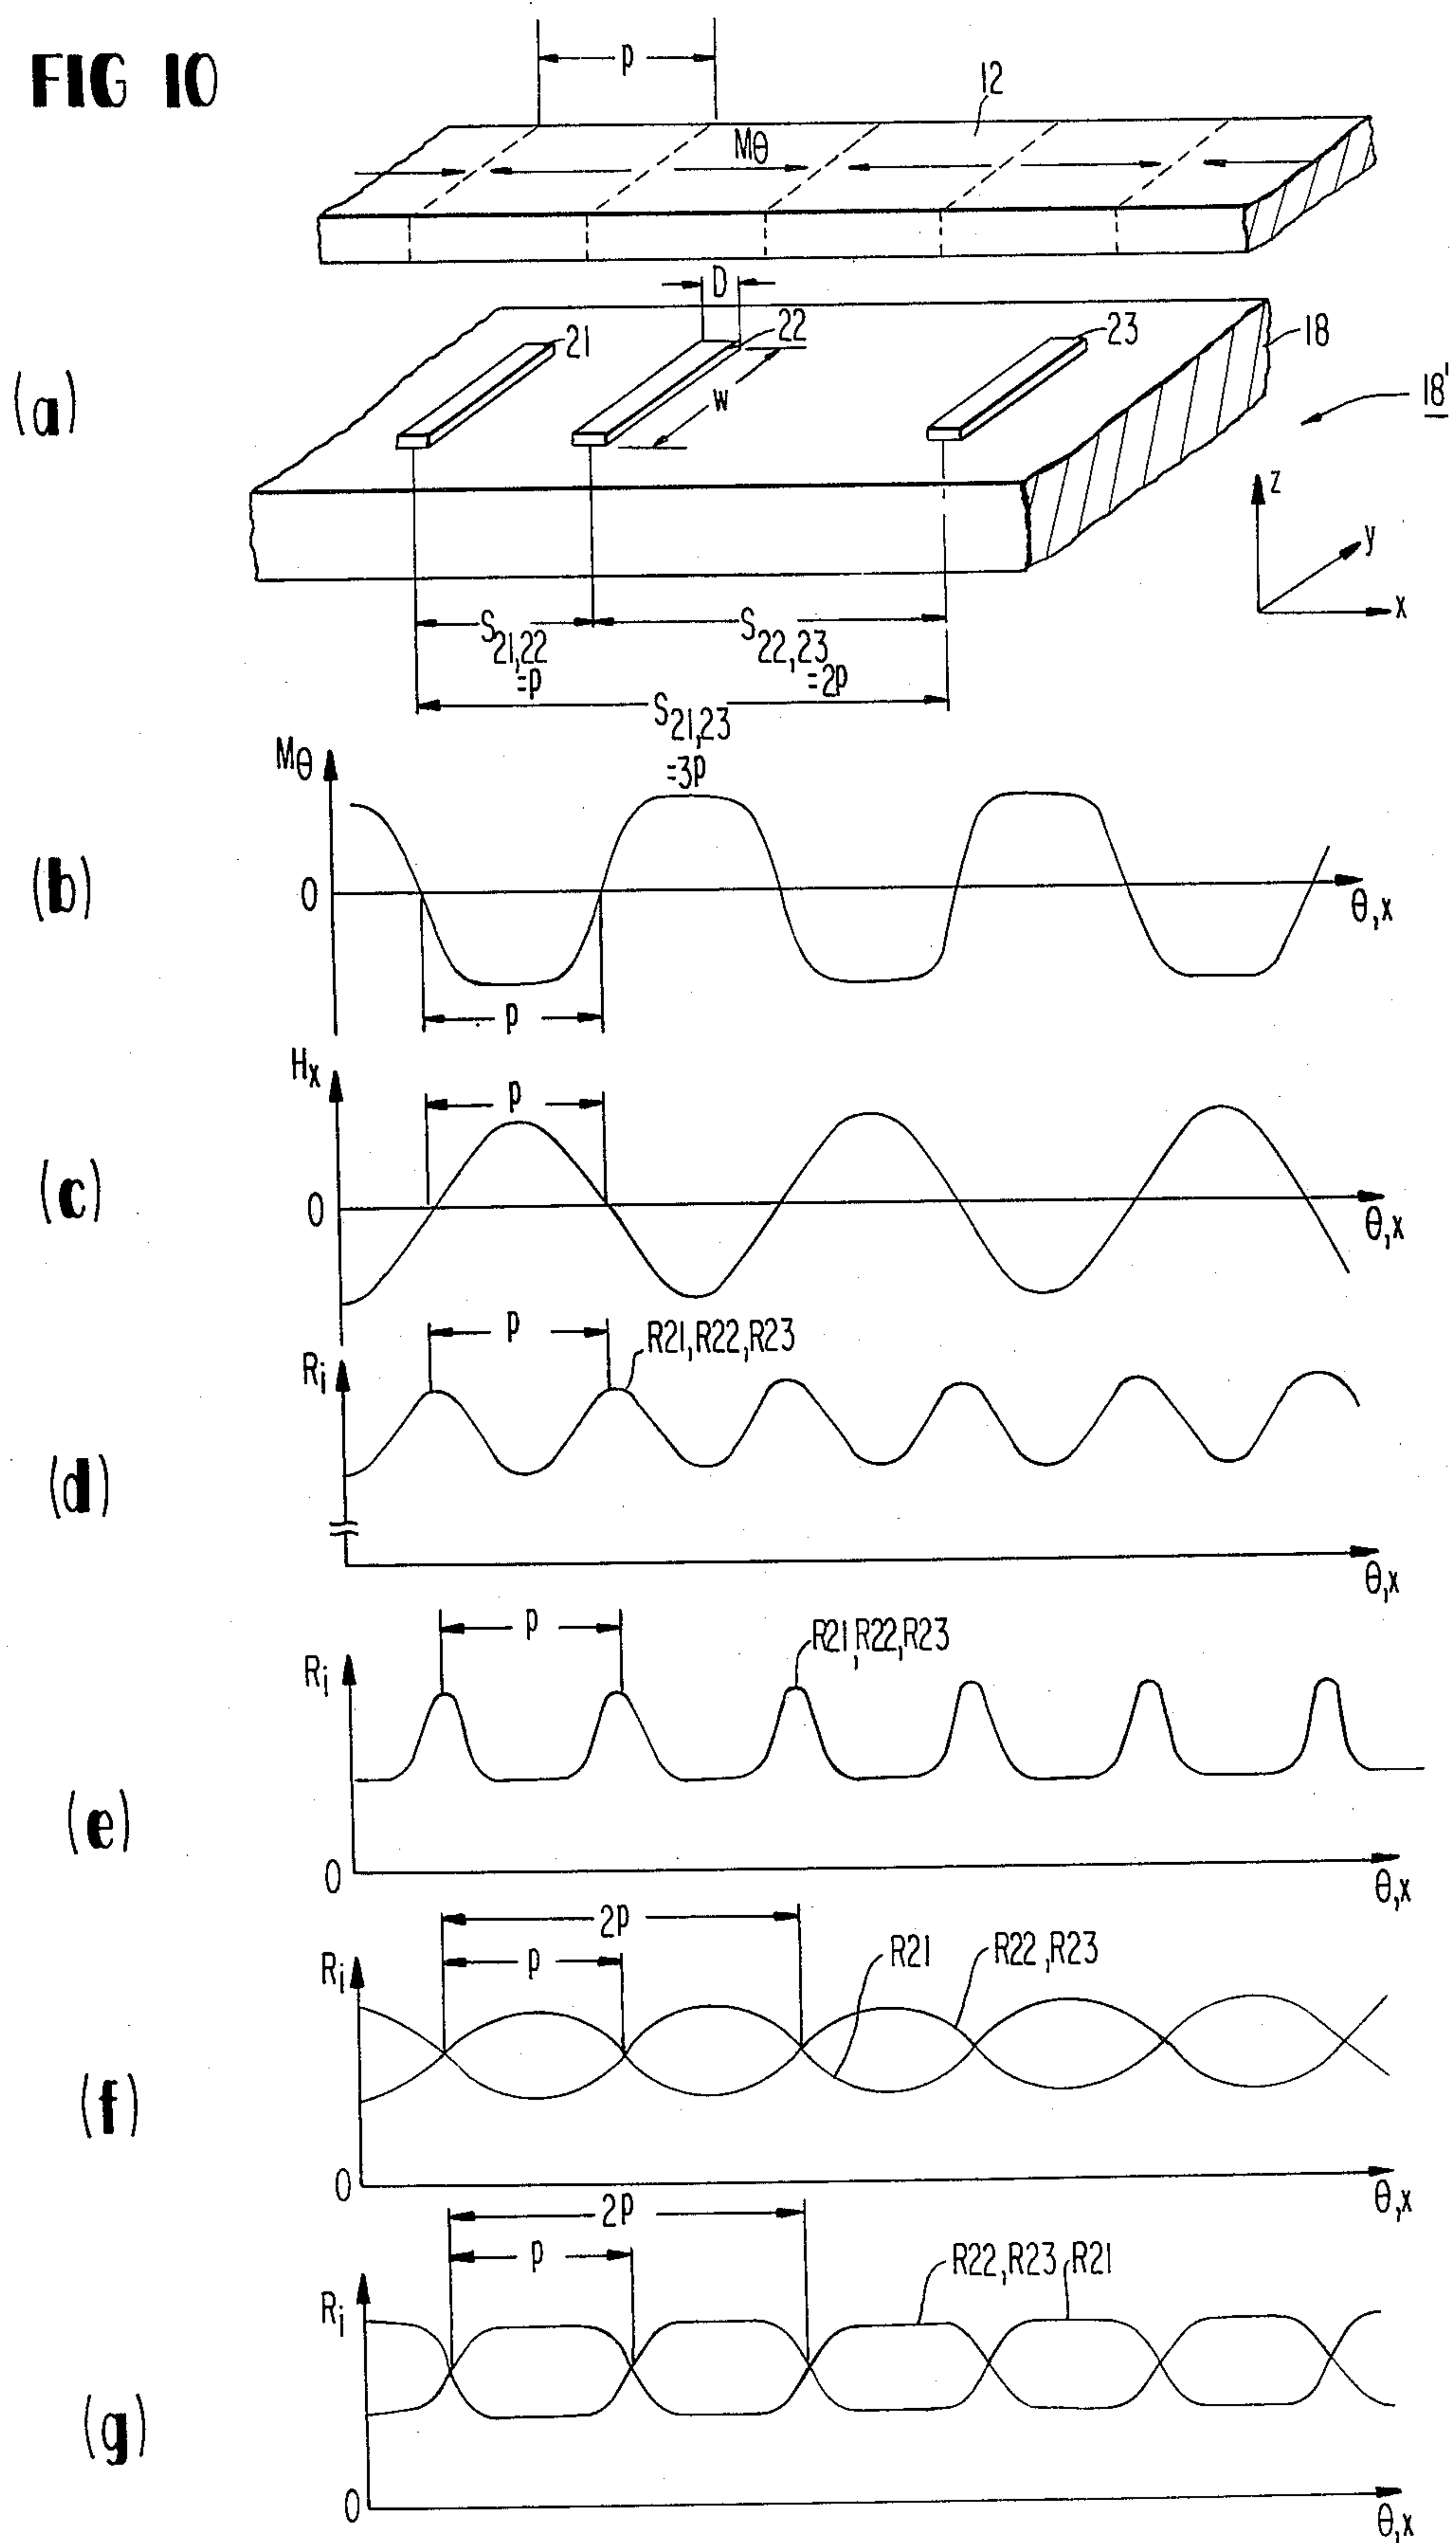 FIG 10
p
12
Mθ
D
21
22
23
18
(a)
w
18'
z
y
x
S21,22
=p
S22,23
=2p
S21,23
=3p
Mθ
(b)
0
θ,x
p
Hx
p
(c)
0
θ,x
p
R21,R22,R23
Ri
(d)
θ,x
p
R21,R22,R23
Ri
(e)
0
θ,x
2p
p
R21
R22,R23
Ri
(f)
0
θ,x
2p
p
R22,R23
R21
Ri
(g)
0
θ,x